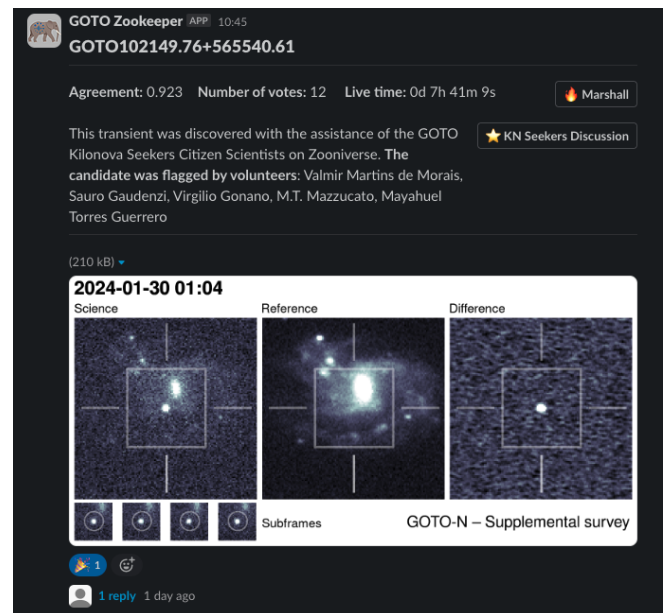 GOTO Zookeeper APP 10:45
GOTO102149.76+565540.61
Agreement: 0.923 Number of votes: 12 Live time: 0d 7h 41m 9s
🔥 Marshall
This transient was discovered with the assistance of the GOTO
Kilonova Seekers Citizen Scientists on Zooniverse. The
candidate was flagged by volunteers: Valmir Martins de Morais,
Sauro Gaudenzi, Virgilio Gonano, M.T. Mazzucato, Mayahuel
Torres Guerrero
⭐ KN Seekers Discussion
(210 kB)
2024-01-30 01:04
Science Reference Difference
Subframes GOTO-N – Supplemental survey
🎉 1
1 reply 1 day ago